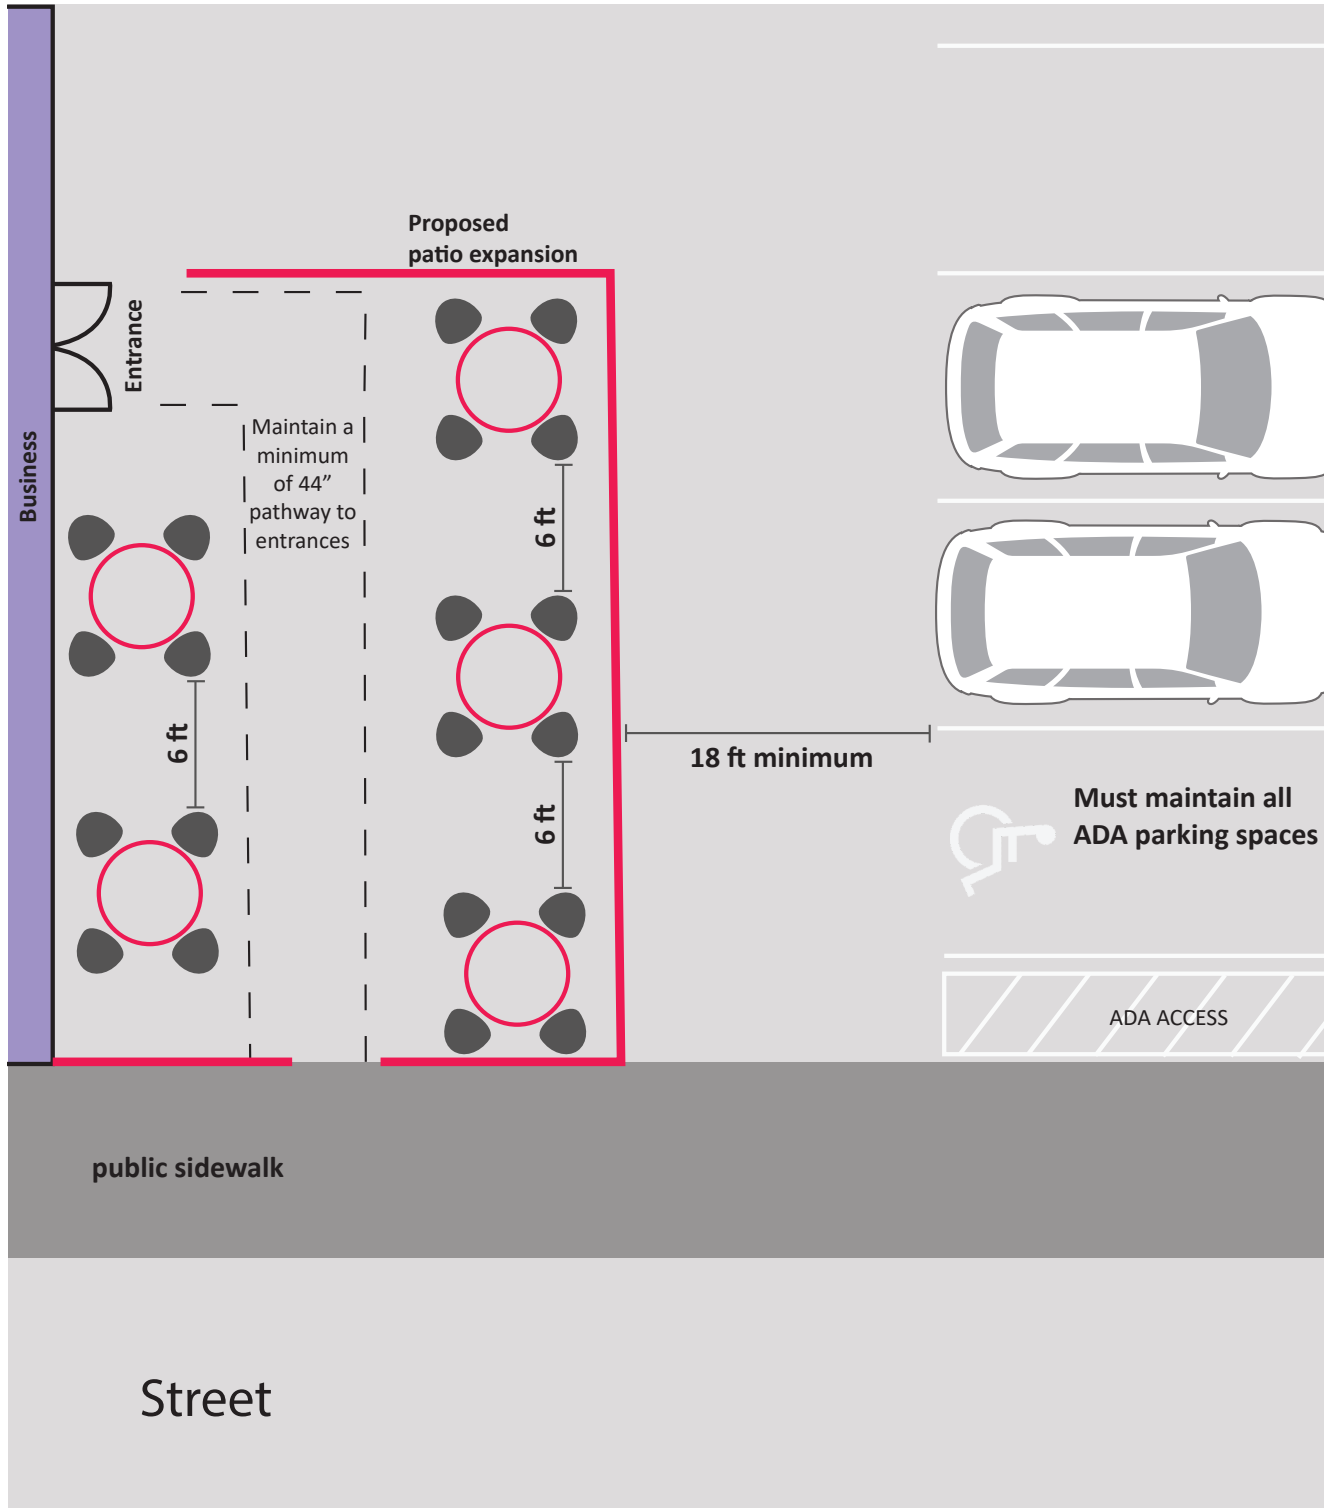 Proposed
patio expansion
Entrance
Business
Maintain a
minimum
of 44”
pathway to
entrances
6 ft
6 ft
18 ft minimum
6 ft
Must maintain all
ADA parking spaces
ADA ACCESS
public sidewalk
Street